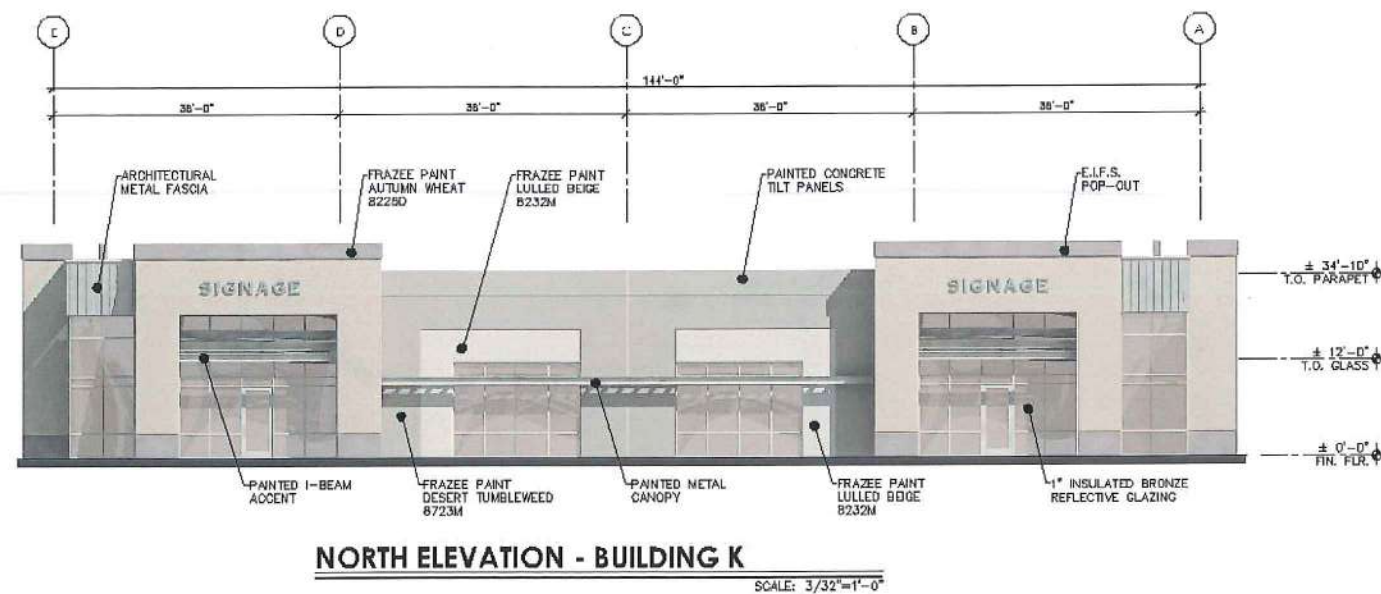 E D C B A
144'-0"
36'-0" 36'-0" 36'-0" 36'-0"
ARCHITECTURAL
METAL FASCIA
FRAZEE PAINT
AUTUMN WHEAT
8228D
FRAZEE PAINT
LULLED BEIGE
8232M
PAINTED CONCRETE
TILT PANELS
E.I.F.S.
POP-OUT
SIGNAGE
SIGNAGE
± 34'-10"
T.O. PARAPET
± 12'-0"
T.O. GLASS
± 0'-0"
FIN. FLR.
PAINTED I-BEAM
ACCENT
FRAZEE PAINT
DESERT TUMBLEWEED
8723M
PAINTED METAL
CANOPY
FRAZEE PAINT
LULLED BEIGE
8232M
1" INSULATED BRONZE
REFLECTIVE GLAZING
NORTH ELEVATION - BUILDING K
SCALE: 3/32"=1'-0"